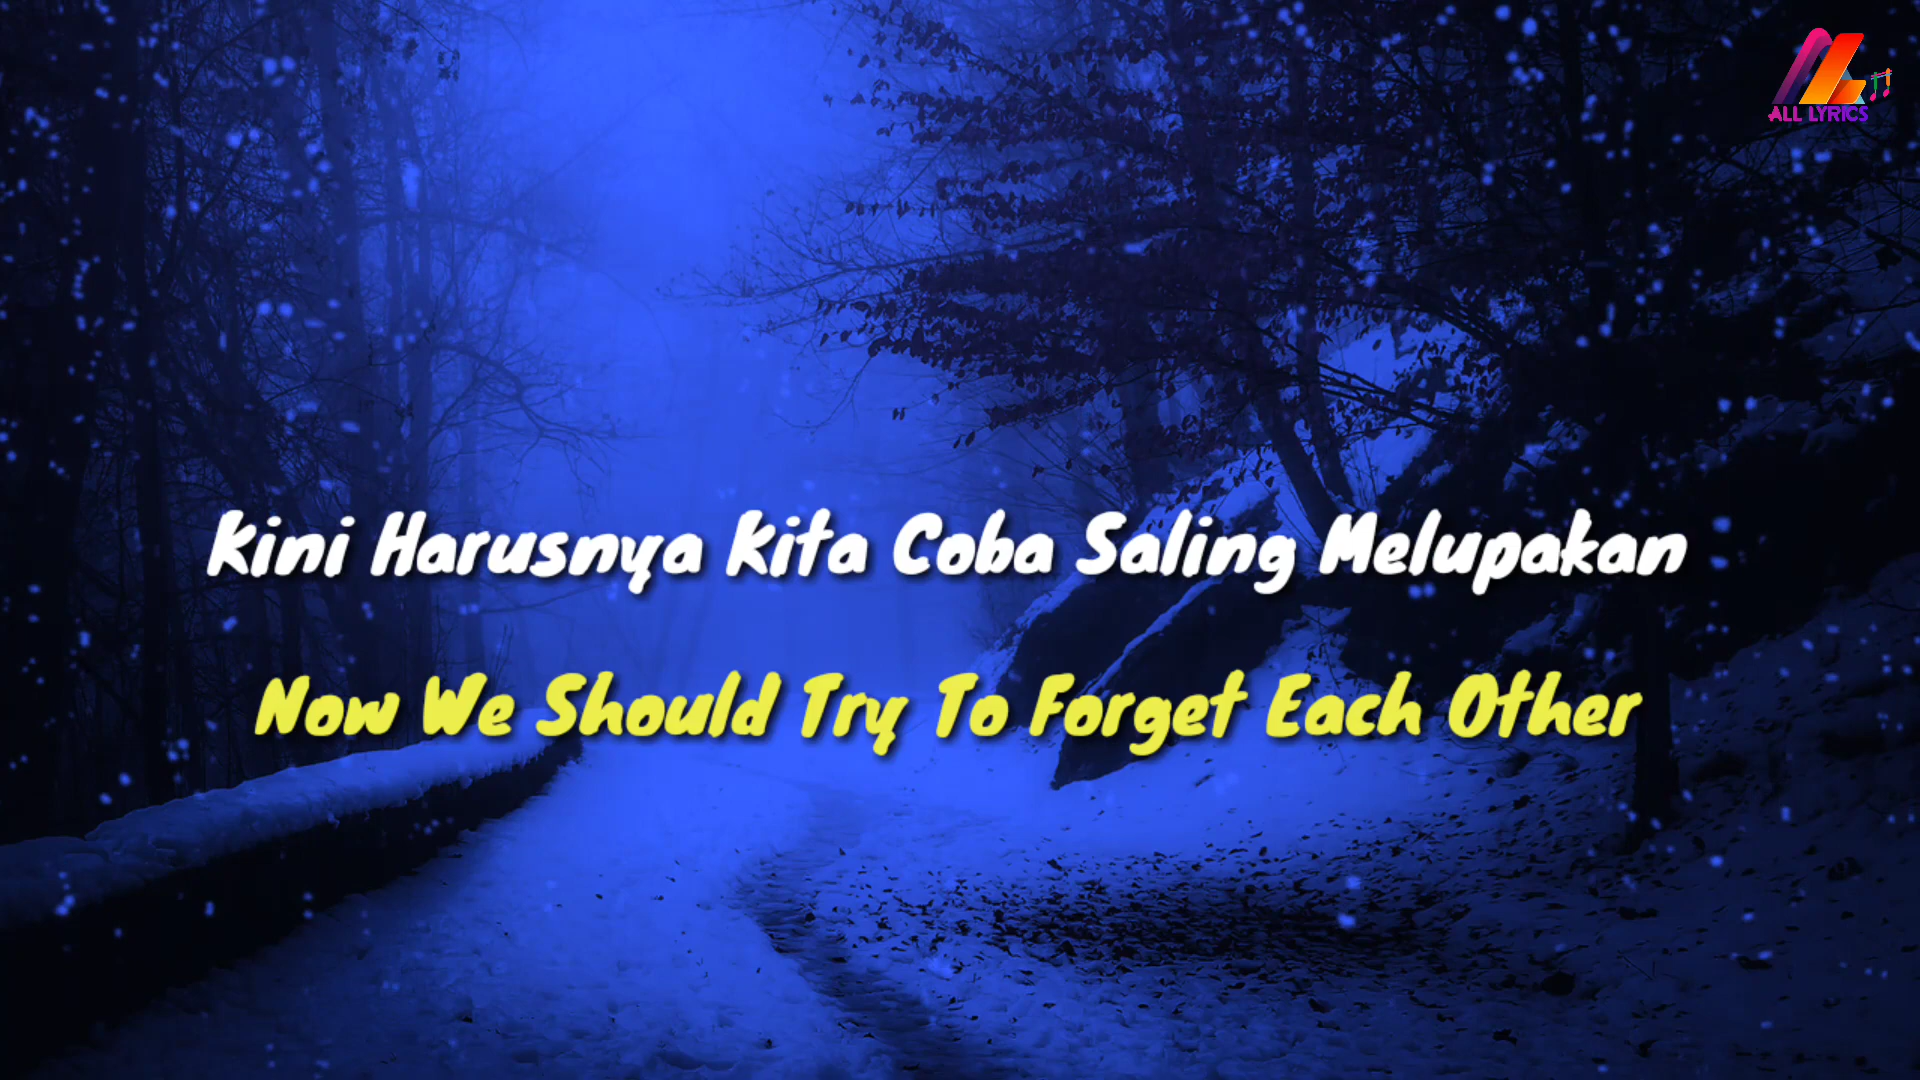 ALL LYRICS
Kini Harusnya Kita Coba Saling Melupakan
Now We Should Try To Forget Each Other